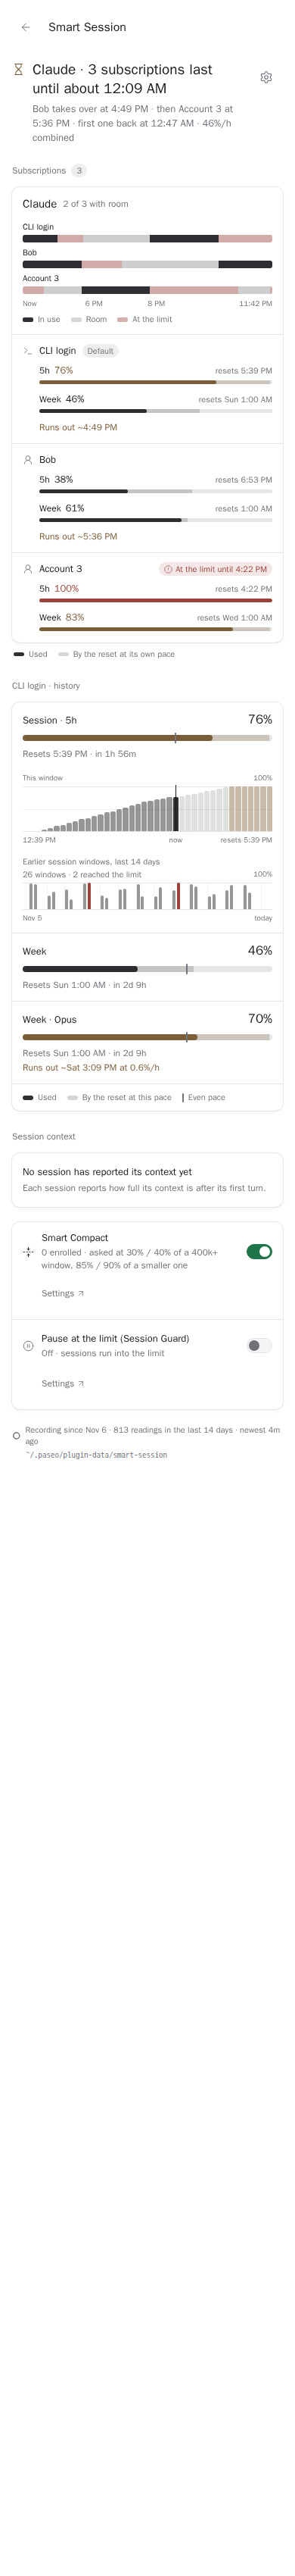 Smart Session
Claude · 3 subscriptions last
until about 12:09 AM
Bob takes over at 4:49 PM · then Account 3 at
5:36 PM · first one back at 12:47 AM · 46%/h
combined
Subscriptions 3
Claude 2 of 3 with room
CLI login
Bob
Account 3
Now 6 PM 8 PM 11:42 PM
In use Room At the limit
CLI login Default
5h 76% resets 5:39 PM
Week 46% resets Sun 1:00 AM
Runs out ~4:49 PM
Bob
5h 38% resets 6:53 PM
Week 61% resets 1:00 AM
Runs out ~5:36 PM
Account 3 At the limit until 4:22 PM
5h 100% resets 4:22 PM
Week 83% resets Wed 1:00 AM
Used By the reset at its own pace
CLI login · history
Session · 5h 76%
Resets 5:39 PM · in 1h 56m
This window 100%
12:39 PM now resets 5:39 PM
Earlier session windows, last 14 days
26 windows · 2 reached the limit 100%
Nov 5 today
Week 46%
Resets Sun 1:00 AM · in 2d 9h
Week · Opus 70%
Resets Sun 1:00 AM · in 2d 9h
Runs out ~Sat 3:09 PM at 0.6%/h
Used By the reset at this pace Even pace
Session context
No session has reported its context yet
Each session reports how full its context is after its first turn.
Smart Compact
0 enrolled · asked at 30% / 40% of a 400k+
window, 85% / 90% of a smaller one
Settings
Pause at the limit (Session Guard)
Off · sessions run into the limit
Settings
Recording since Nov 6 · 813 readings in the last 14 days · newest 4m
ago
~/.paseo/plugin-data/smart-session